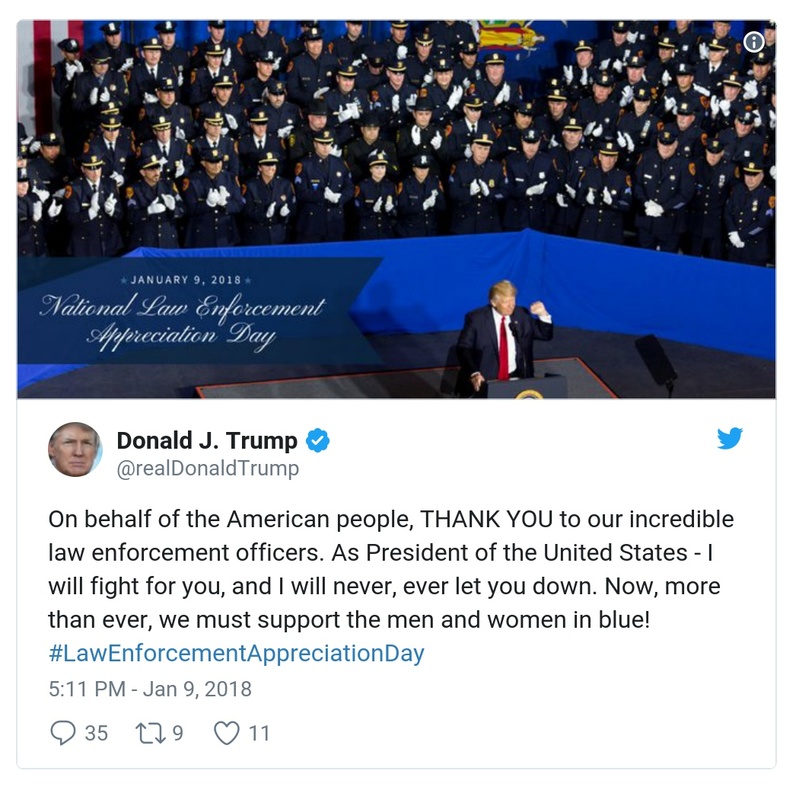 JANUARY 9, 2018
National Law Enforcement
Appreciation Day
Donald J. Trump
@realDonaldTrump
On behalf of the American people, THANK YOU to our incredible
law enforcement officers. As President of the United States - I
will fight for you, and I will never, ever let you down. Now, more
than ever, we must support the men and women in blue!
#LawEnforcementAppreciationDay
5:11 PM - Jan 9, 2018
35 9 11